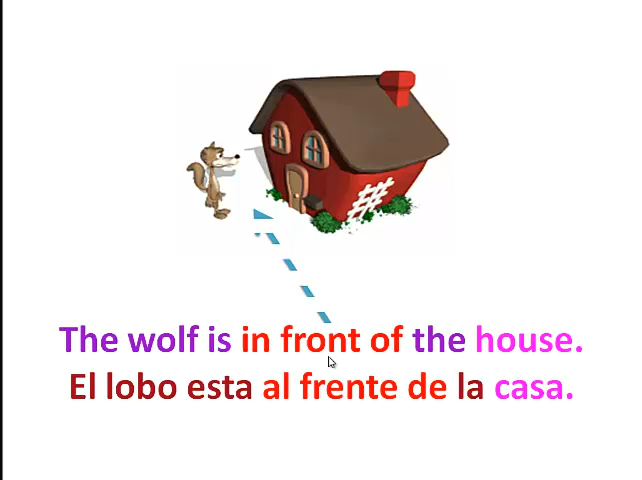 The wolf is in front of the house.
El lobo esta al frente de la casa.